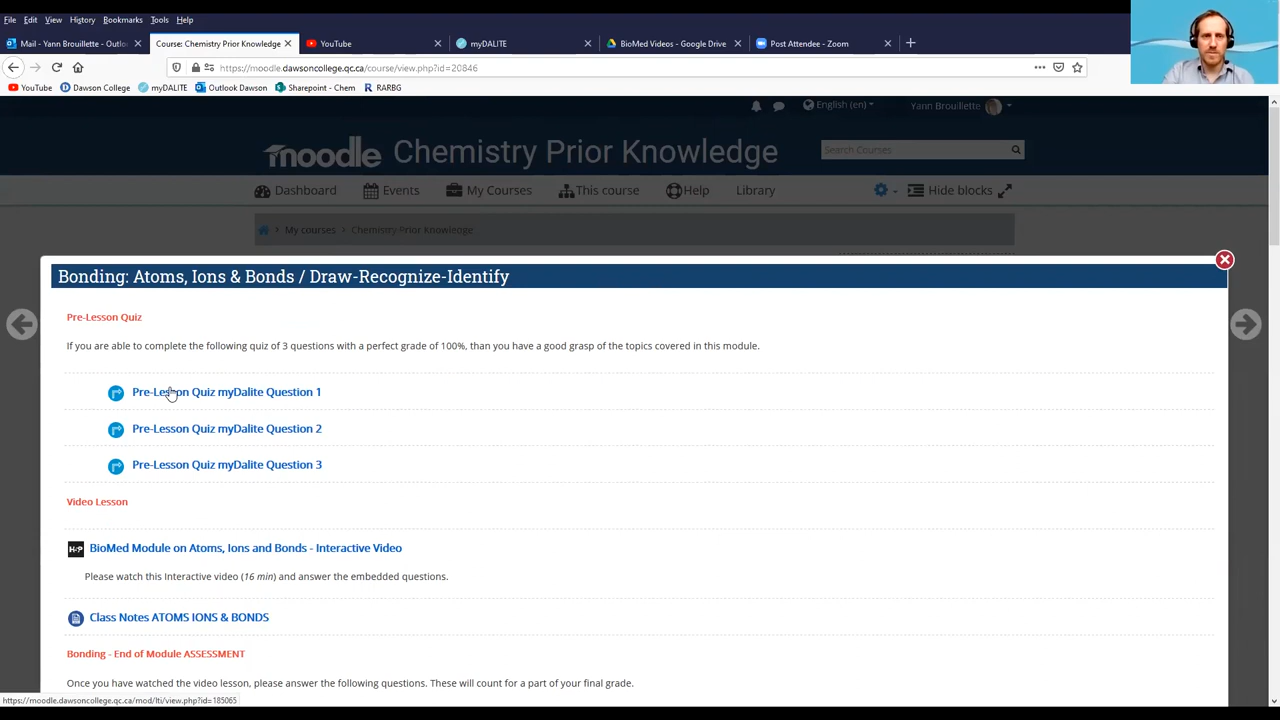 File Edit View History Bookmarks Tools Help
Mail - Yann Brouillette - Outlo
Course: Chemistry Prior Knowledge
YouTube
myDALITE
BioMed Videos - Google Drive
Post Attendee - Zoom
https://moodle.dawsoncollege.qc.ca/course/view.php?id=20846
YouTube Dawson College myDALITE Outlook Dawson Sharepoint - Chem RARBG
English (en) Yann Brouillette
moodle Chemistry Prior Knowledge Search Courses
Dashboard Events My Courses This course Help Library Hide blocks
My courses > Chemistry Prior Knowledge
Bonding: Atoms, Ions & Bonds / Draw-Recognize-Identify
Pre-Lesson Quiz
If you are able to complete the following quiz of 3 questions with a perfect grade of 100%, than you have a good grasp of the topics covered in this module.
Pre-Lesson Quiz myDalite Question 1
Pre-Lesson Quiz myDalite Question 2
Pre-Lesson Quiz myDalite Question 3
Video Lesson
H-P BioMed Module on Atoms, Ions and Bonds - Interactive Video
Please watch this Interactive video (16 min) and answer the embedded questions.
Class Notes ATOMS IONS & BONDS
Bonding - End of Module ASSESSMENT
Once you have watched the video lesson, please answer the following questions. These will count for a part of your final grade.
https://moodle.dawsoncollege.qc.ca/mod/lti/view.php?id=185065